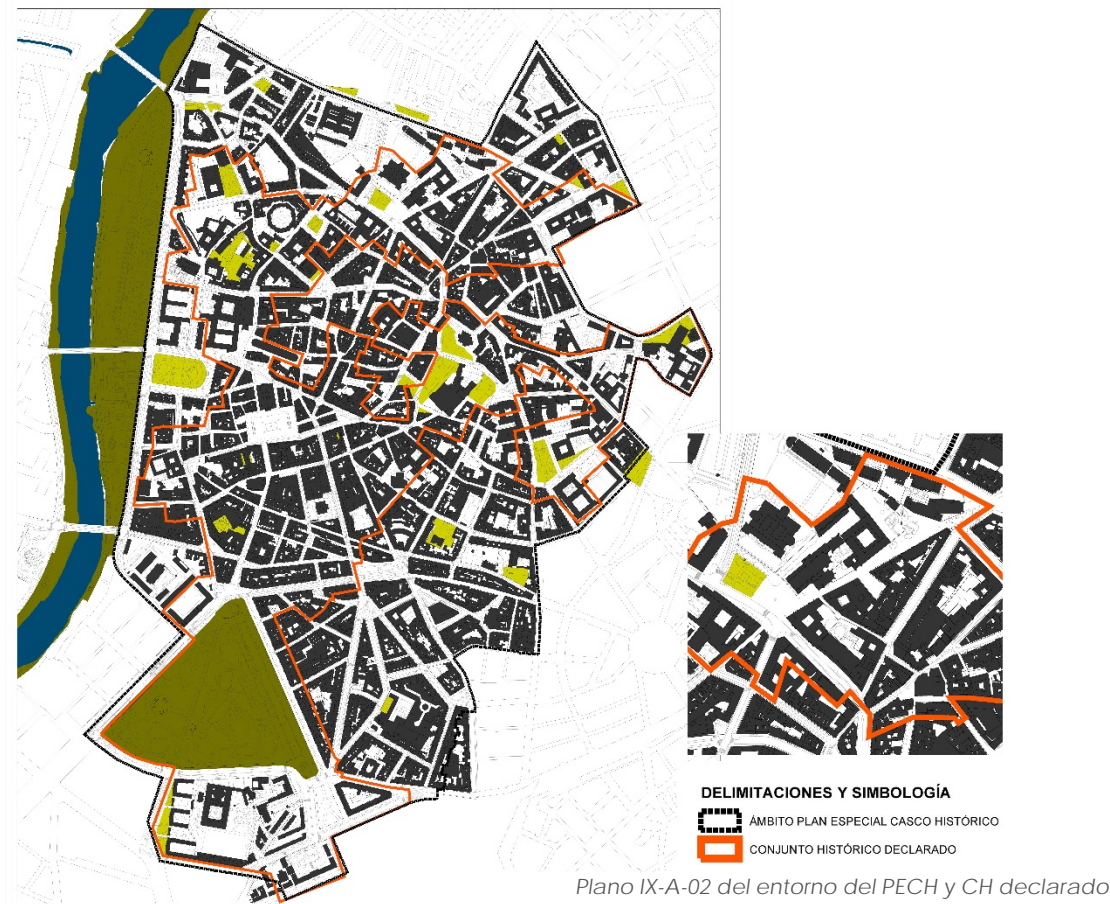 DELIMITACIONES Y SIMBOLOGÍA
ÁMBITO PLAN ESPECIAL CASCO HISTÓRICO
CONJUNTO HISTÓRICO DECLARADO
Plano IX-A-02 del entorno del PECH y CH declarado